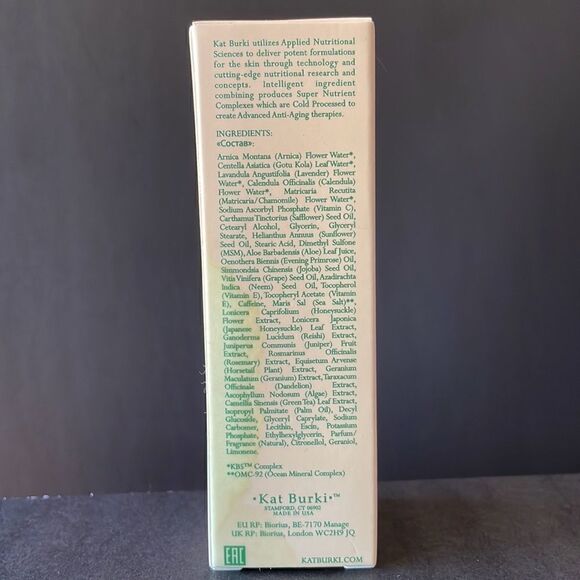 Kat Burki utilizes Applied Nutritional
Sciences to deliver potent formulations
for the skin through technology and
cutting-edge nutritional research and
concepts. Intelligent ingredient
combining produces Super Nutrient
Complexes which are Cold Processed to
create Advanced Anti-Aging therapies.
INGREDIENTS:
«Состав»:
Arnica Montana (Arnica) Flower Water*,
Centella Asiatica (Gotu Kola) Leaf Water*,
Lavandula Angustifolia (Lavender) Flower
Water*, Calendula Officinalis (Calendula)
Flower Water*, Matricaria Recutita
(Matricaria/Chamomile) Flower Water*,
Sodium Ascorbyl Phosphate (Vitamin C),
Carthamus Tinctorius (Safflower) Seed Oil,
Cetearyl Alcohol, Glycerin, Glyceryl
Stearate, Helianthus Annuus (Sunflower)
Seed Oil, Stearic Acid, Dimethyl Sulfone
(MSM), Aloe Barbadensis (Aloe) Leaf Juice,
Oenothers Biennis (Evening Primrose) Oil,
Simmondsia Chinensis (Jojoba) Seed Oil,
Vitis Vinifera (Grape) Seed Oil, Azadirachta
Indica (Neem) Seed Oil, Tocopherol
(Vitamin E), Tocopheryl Acetate (Vitamin
E), Caffeine, Maris Sal (Sea Salt)**,
Lonicera Caprifolium (Honeysuckle)
Flower Extract, Lonicera Japonica
(Japanese Honeysuckle) Leaf Extract,
Ganoderma Lucidum (Reishi) Extract,
Juniperus Communis (Juniper) Fruit
Extract, Rosmarinus Officinalis
(Rosemary) Extract, Equisetum Arvense
(Horsetail Plant) Extract, Geranium
Maculatum (Geranium) Extract, Taraxacum
Officinale (Dandelion) Extract,
Ascophyllum Nodosum (Algae) Extract,
Camellia Sinensis (Green Tea) Leaf Extract,
Isopropyl Palmitate (Palm Oil), Decyl
Glucoside, Glyceryl Caprylate, Sodium
Carbomer, Lecithin, Escin, Potassium
Phosphate, Ethylhexylglycerin, Parfum/
Fragrance (Natural), Citronellol, Geraniol,
Limonene.
*KBS™ Complex
**OMC-92 (Ocean Mineral Complex)
•Kat Burki•™
STAMFORD, CT 06902
MADE IN USA
EU RP: Biorius, BE-7170 Manage
UK RP: Biorius, London WC2H9 JQ
EAC KATBURKI.COM